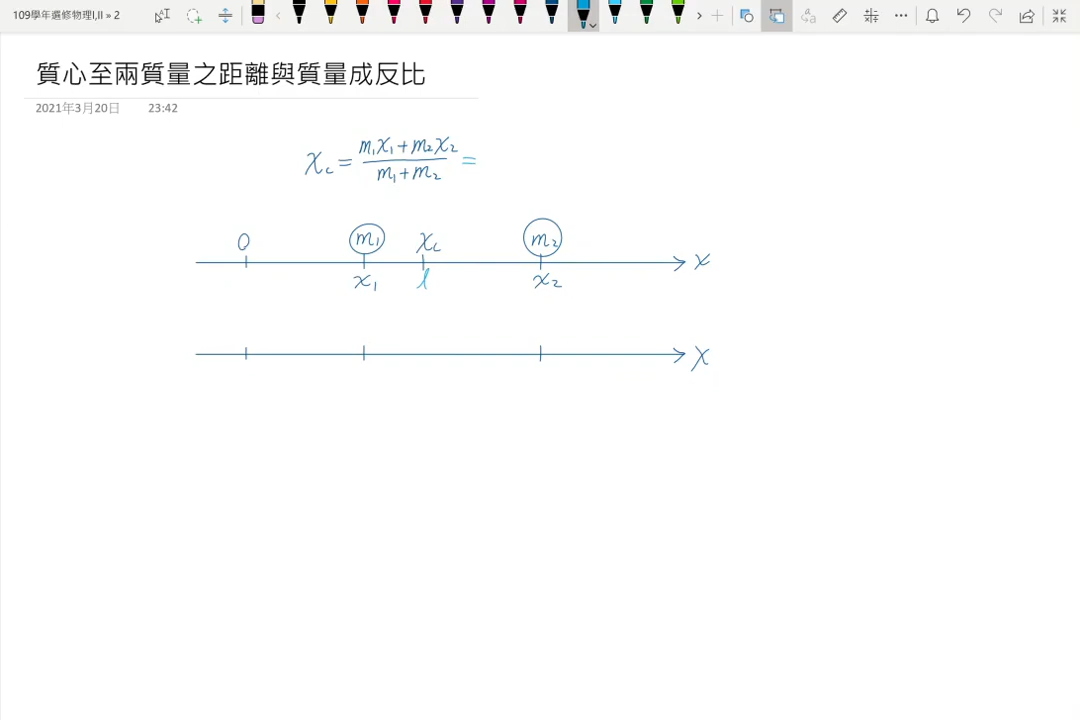 109學年選修物理I,II » 2
質心至兩質量之距離與質量成反比
2021年3月20日 23:42
Xc = (m₁X₁ + m₂X₂) / (m₁ + m₂) =
0 m₁ Xc m₂ X
x₁ l x₂
X